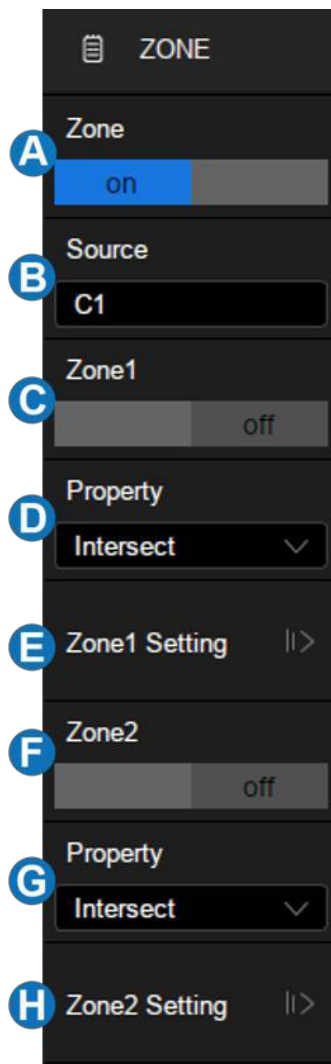 ZONE
A
Zone
on
B
Source
C1
C
Zone1
off
D
Property
Intersect
E
Zone1 Setting
F
Zone2
off
G
Property
Intersect
H
Zone2 Setting